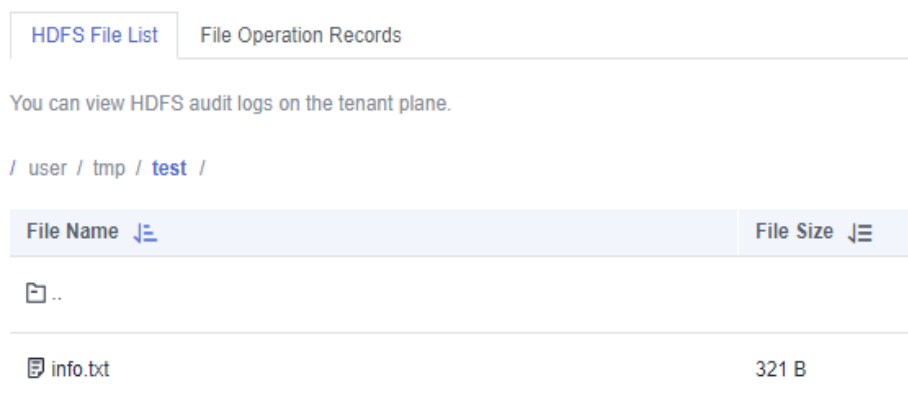 HDFS File List File Operation Records
You can view HDFS audit logs on the tenant plane.
/ user / tmp / test /
File Name File Size
..
info.txt 321 B